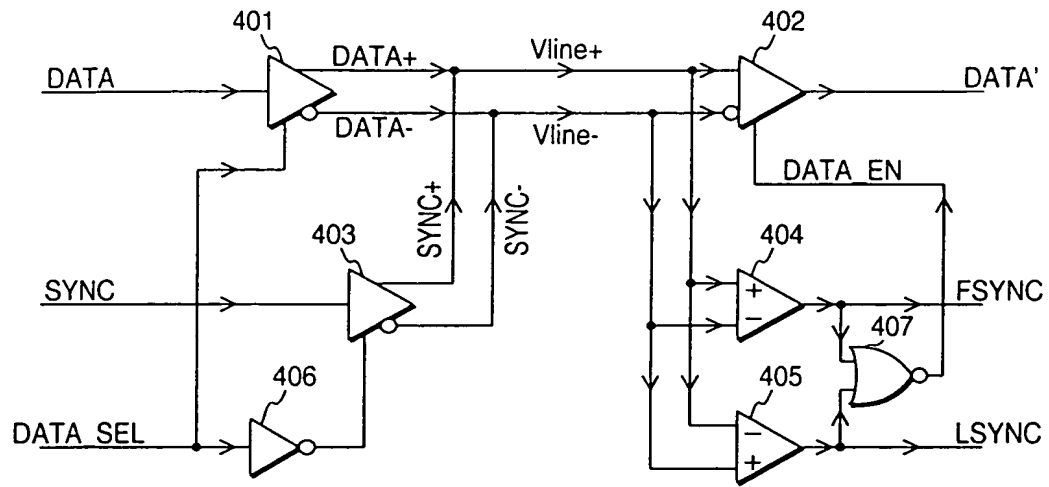 401
402
DATA
DATA+
Vline+
DATA'
DATA-
Vline-
DATA_EN
SYNC+
SYNC-
403
404
SYNC
+
−
FSYNC
407
406
405
DATA_SEL
−
+
LSYNC